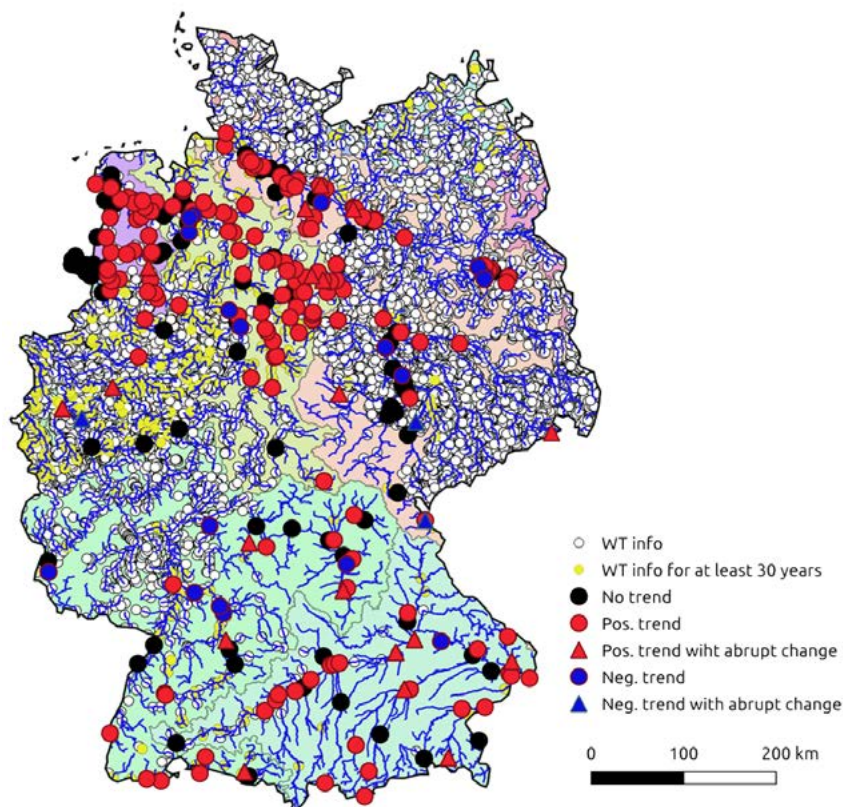 WT info
WT info for at least 30 years
No trend
Pos. trend
Pos. trend wiht abrupt change
Neg. trend
Neg. trend with abrupt change
0 100 200 km